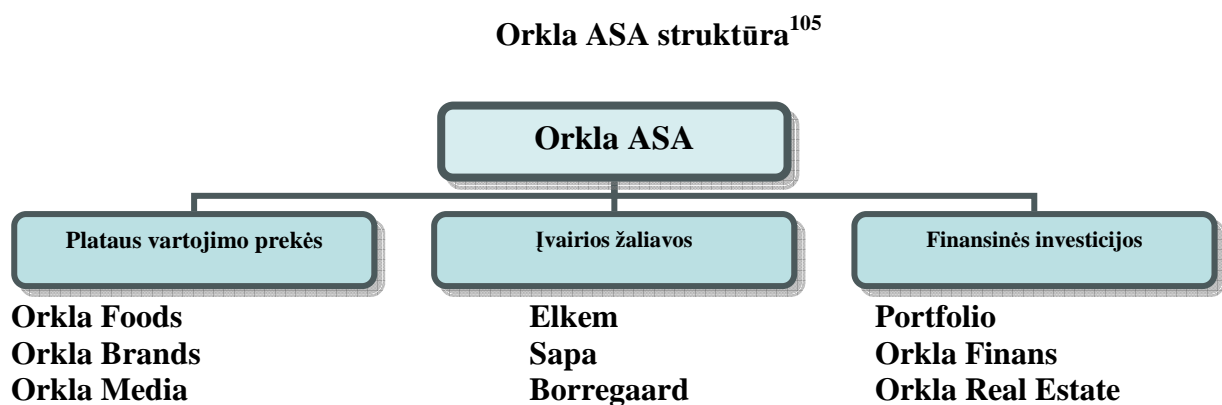 Orkla ASA struktūra105
Orkla ASA
Plataus vartojimo prekės
Įvairios žaliavos
Finansinės investicijos
Orkla Foods
Orkla Brands
Orkla Media
Elkem
Sapa
Borregaard
Portfolio
Orkla Finans
Orkla Real Estate